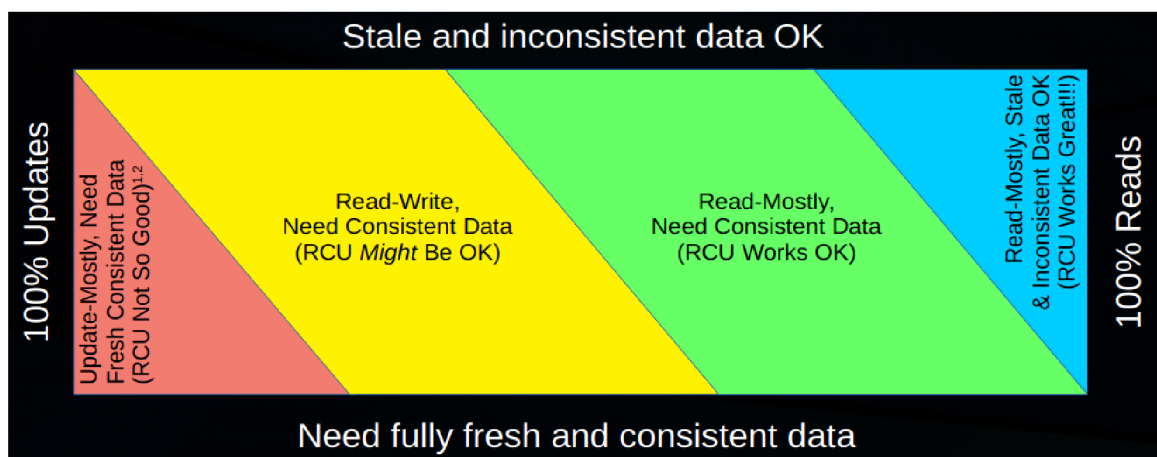 Stale and inconsistent data OK
100% Updates
Update-Mostly, Need
Fresh Consistent Data
(RCU Not So Good)1,2
Read-Write,
Need Consistent Data
(RCU Might Be OK)
Read-Mostly,
Need Consistent Data
(RCU Works OK)
Read-Mostly, Stale
& Inconsistent Data OK
(RCU Works Great!!!)
100% Reads
Need fully fresh and consistent data